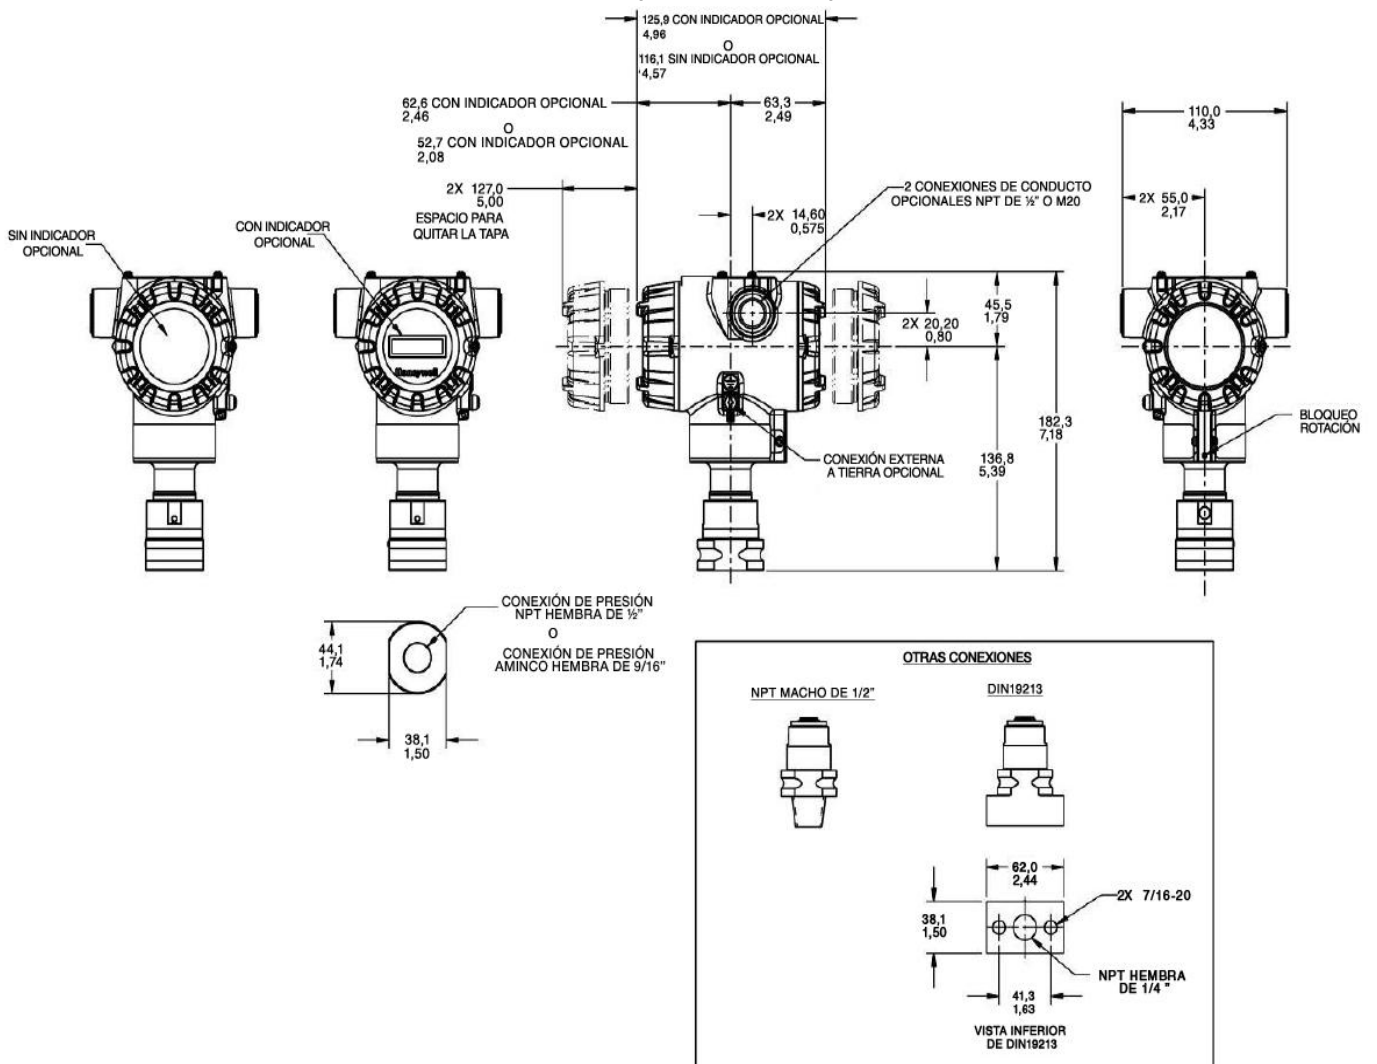 125,9 CON INDICADOR OPCIONAL
4,96
O
116,1 SIN INDICADOR OPCIONAL
4,57
62,6 CON INDICADOR OPCIONAL
2,46
O
52,7 CON INDICADOR OPCIONAL
2,08
63,3
2,49
110,0
4,33
2X 127,0
5,00
ESPACIO PARA
QUITAR LA TAPA
2X 14,60
0,575
2 CONEXIONES DE CONDUCTO
OPCIONALES NPT DE ½" O M20
2X 55,0
2,17
SIN INDICADOR
OPCIONAL
CON INDICADOR
OPCIONAL
Honeywell
2X 20,20
0,80
45,5
1,79
182,3
7,18
136,8
5,39
CONEXIÓN EXTERNA
A TIERRA OPCIONAL
BLOQUEO
ROTACIÓN
CONEXIÓN DE PRESIÓN
NPT HEMBRA DE ½"
O
CONEXIÓN DE PRESIÓN
AMINCO HEMBRA DE 9/16"
44,1
1,74
38,1
1,50
OTRAS CONEXIONES
NPT MACHO DE 1/2"
DIN19213
62,0
2,44
2X 7/16-20
38,1
1,50
NPT HEMBRA
DE 1/4 "
41,3
1,63
VISTA INFERIOR
DE DIN19213